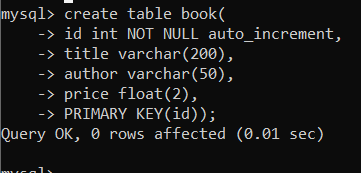 mysql> create table book(
    -> id int NOT NULL auto_increment,
    -> title varchar(200),
    -> author varchar(50),
    -> price float(2),
    -> PRIMARY KEY(id));
Query OK, 0 rows affected (0.01 sec)
mysql>